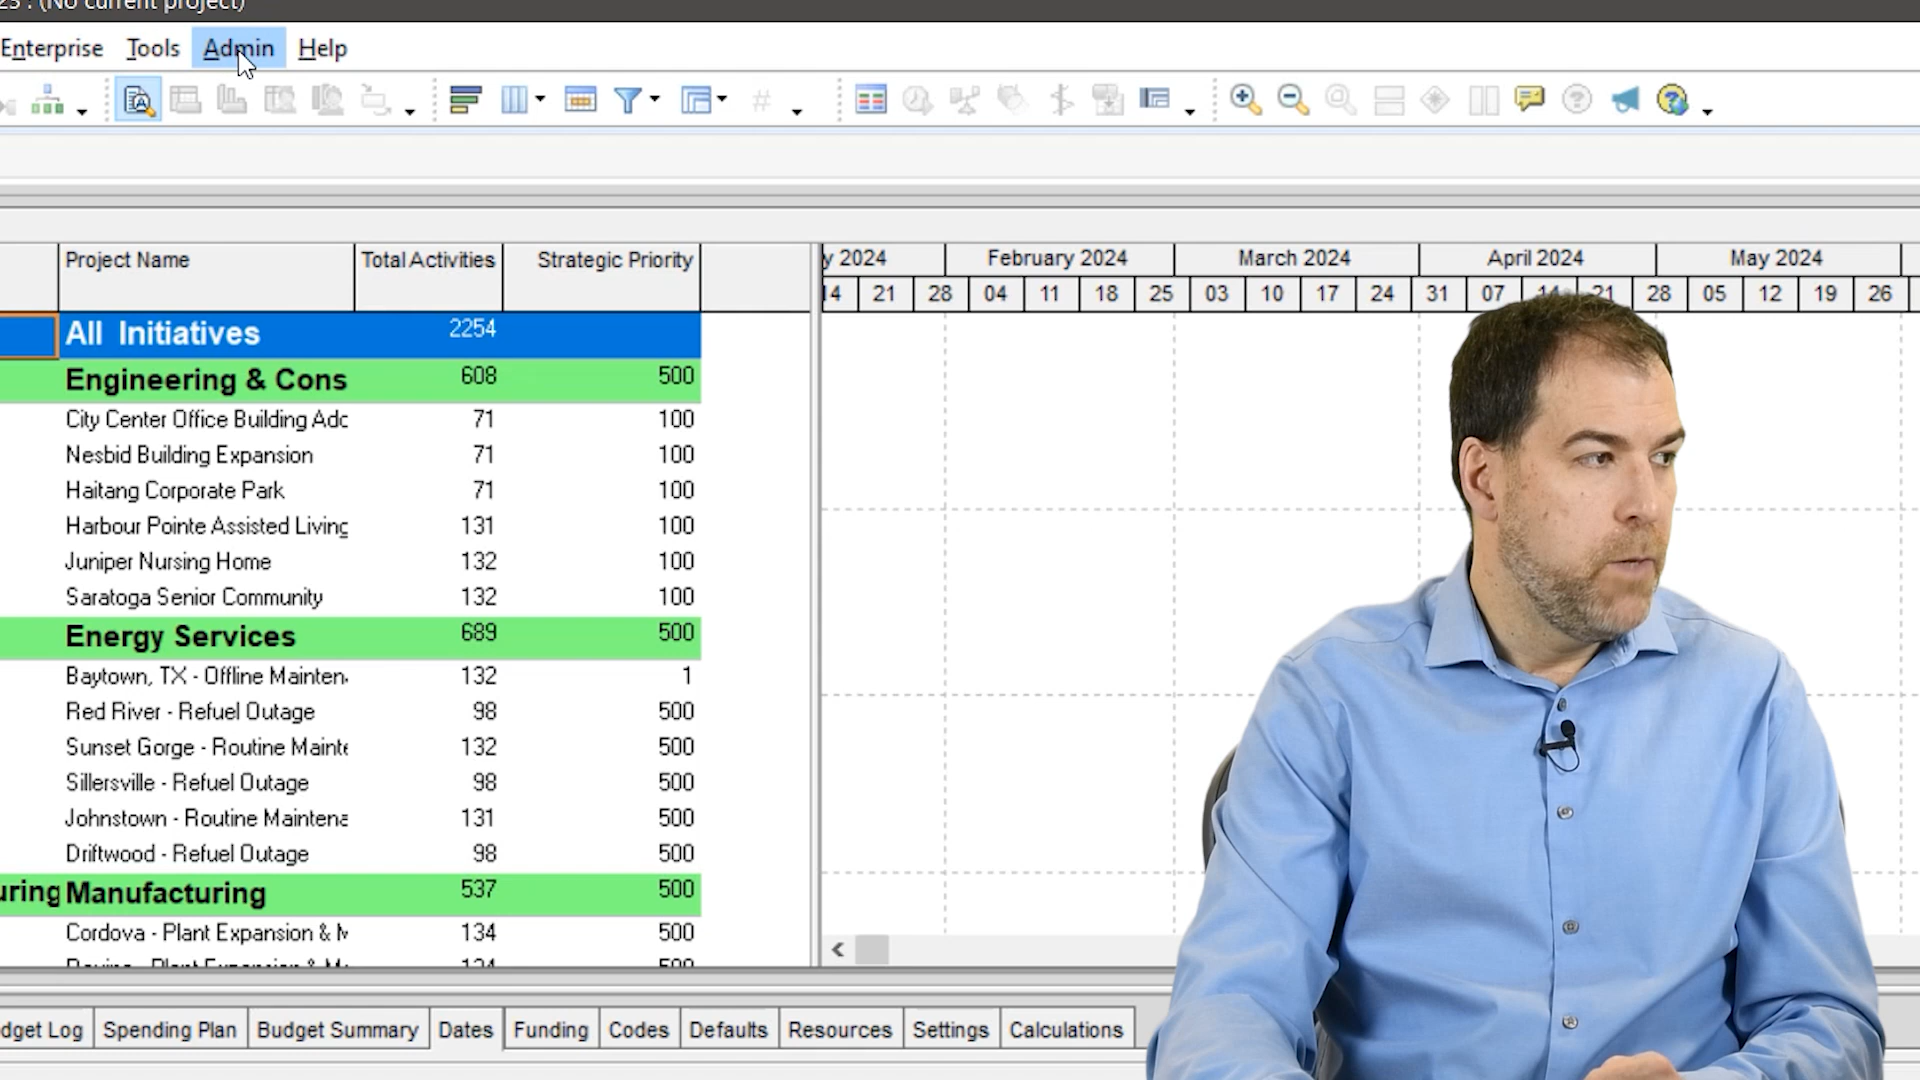 23 : (No current project)
Enterprise Tools Admin Help
#
Project Name Total Activities Strategic Priority
y 2024 February 2024 March 2024 April 2024 May 2024
14 21 28 04 11 18 25 03 10 17 24 31 07 14 21 28 05 12 19 26
All Initiatives 2254
Engineering & Cons 608 500
City Center Office Building Adc 71 100
Nesbid Building Expansion 71 100
Haitang Corporate Park 71 100
Harbour Pointe Assisted Living 131 100
Juniper Nursing Home 132 100
Saratoga Senior Community 132 100
Energy Services 689 500
Baytown, TX - Offline Mainten 132 1
Red River - Refuel Outage 98 500
Sunset Gorge - Routine Mainte 132 500
Sillersville - Refuel Outage 98 500
Johnstown - Routine Maintena 131 500
Driftwood - Refuel Outage 98 500
uring Manufacturing 537 500
Cordova - Plant Expansion & M 134 500
dget Log Spending Plan Budget Summary Dates Funding Codes Defaults Resources Settings Calculations